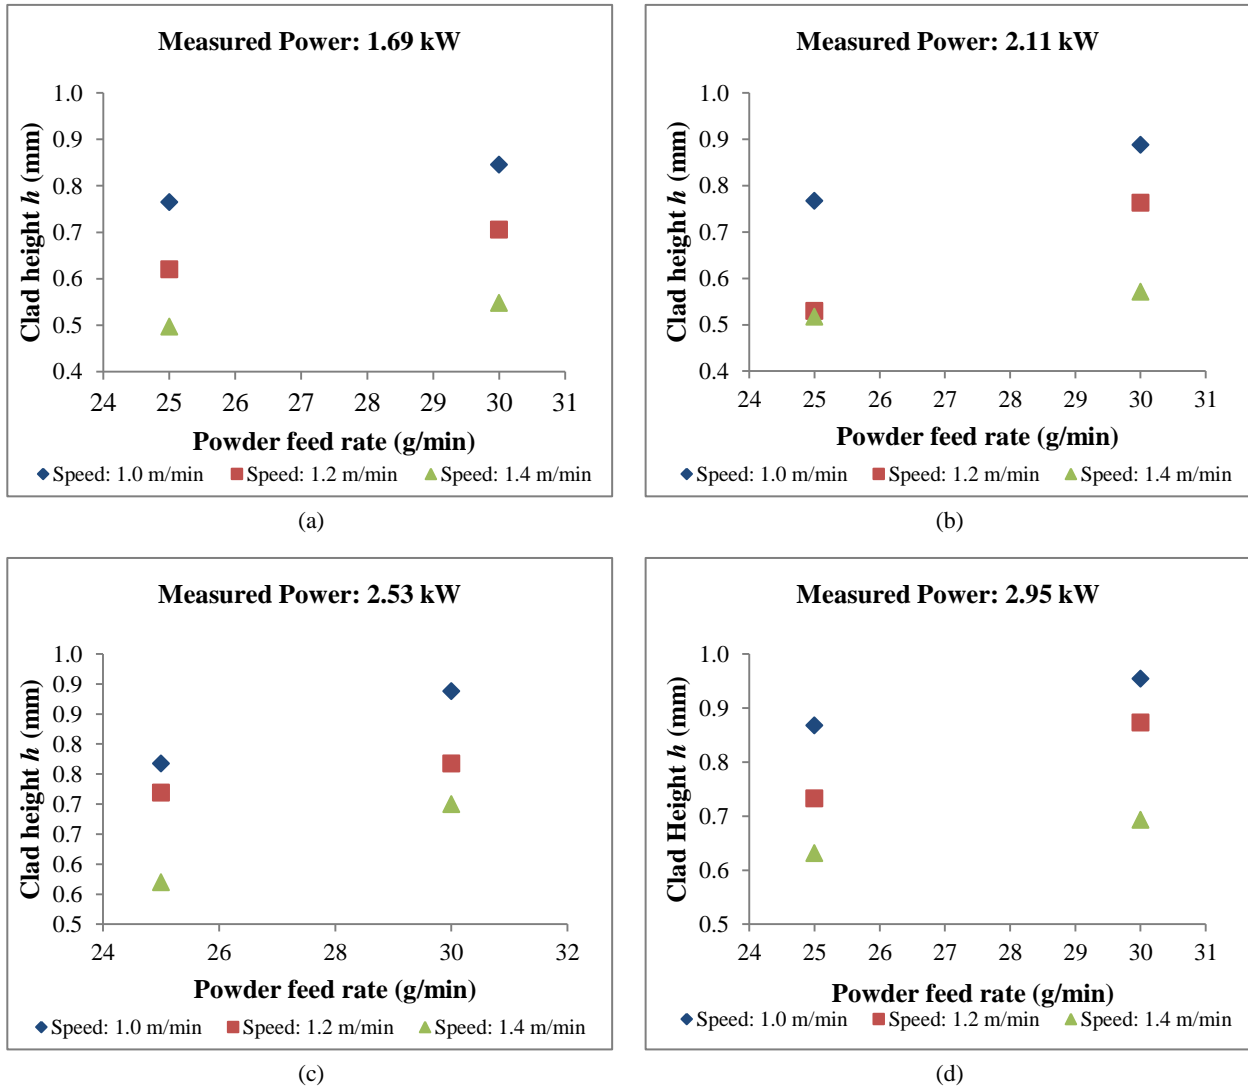 Measured Power: 1.69 kW
Clad height h (mm)
1.0
0.9
0.8
0.7
0.6
0.5
0.4
24 25 26 27 28 29 30 31
Powder feed rate (g/min)
Speed: 1.0 m/min Speed: 1.2 m/min Speed: 1.4 m/min
(a)
Measured Power: 2.11 kW
Clad height h (mm)
1.0
0.9
0.8
0.7
0.6
0.5
0.4
24 25 26 27 28 29 30 31
Powder feed rate (g/min)
Speed: 1.0 m/min Speed: 1.2 m/min Speed: 1.4 m/min
(b)
Measured Power: 2.53 kW
Clad height h (mm)
1.0
0.9
0.9
0.8
0.8
0.7
0.7
0.6
0.6
0.5
24 26 28 30 32
Powder feed rate (g/min)
Speed: 1.0 m/min Speed: 1.2 m/min Speed: 1.4 m/min
(c)
Measured Power: 2.95 kW
Clad Height h (mm)
1.0
0.9
0.8
0.7
0.6
0.5
24 25 26 27 28 29 30 31
Powder feed rate (g/min)
Speed: 1.0 m/min Speed: 1.2 m/min Speed: 1.4 m/min
(d)